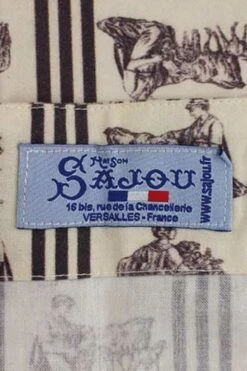 Maison
SAJOU
16 bis, rue de la Chancellerie
VERSAILLES - France
www.sajou.fr